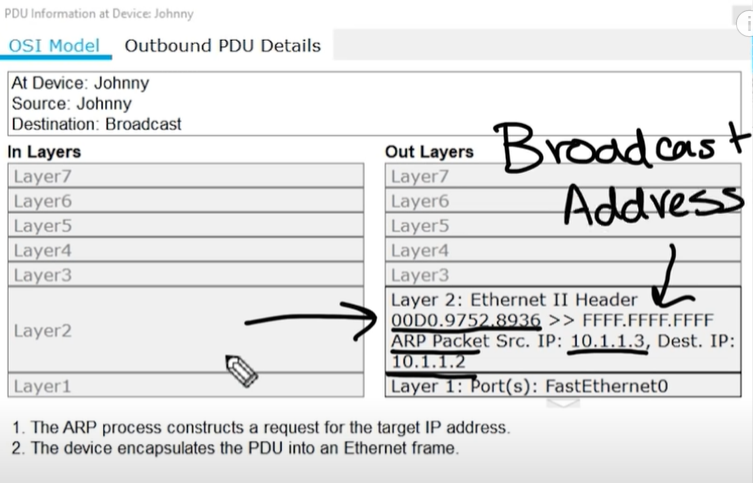 PDU Information at Device: Johnny
OSI Model Outbound PDU Details
At Device: Johnny
Source: Johnny
Destination: Broadcast
In Layers
Layer7
Layer6
Layer5
Layer4
Layer3
Layer2
Layer1
Out Layers
Broadcast
Address
Layer7
Layer6
Layer5
Layer4
Layer3
Layer 2: Ethernet II Header
00D0.9752.8936 >> FFFF.FFFF.FFFF
ARP Packet Src. IP: 10.1.1.3, Dest. IP:
10.1.1.2
Layer 1: Port(s): FastEthernet0
1. The ARP process constructs a request for the target IP address.
2. The device encapsulates the PDU into an Ethernet frame.